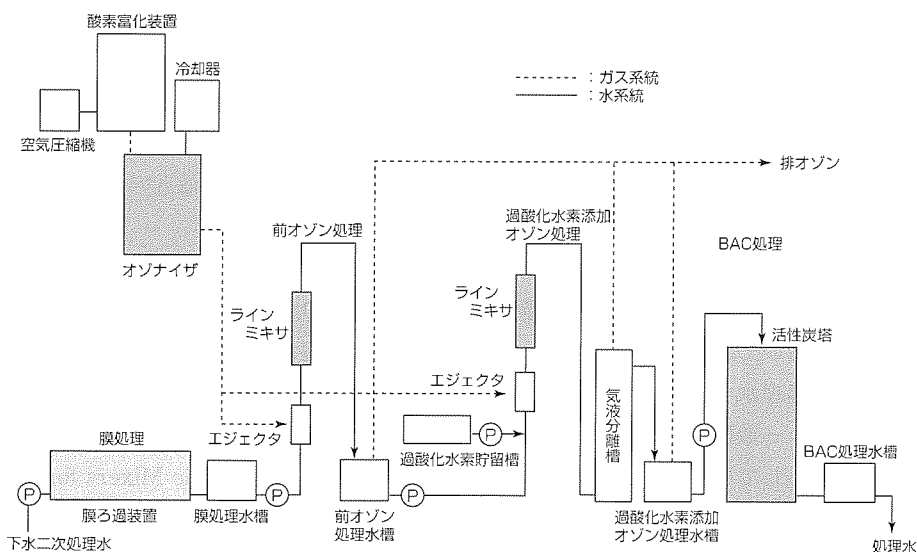 酸素富化装置
冷却器
空気圧縮機
オゾナイザ
：ガス系統
：水系統
排オゾン
前オゾン処理
過酸化水素添加
オゾン処理
BAC処理
ライン
ミキサ
ライン
ミキサ
活性炭塔
エジェクタ
エジェクタ
気液分離槽
膜処理
P
過酸化水素貯留槽
P
BAC処理水槽
P
膜ろ過装置
膜処理水槽
P
前オゾン
処理水槽
P
過酸化水素添加
オゾン処理水槽
下水二次処理水
処理水